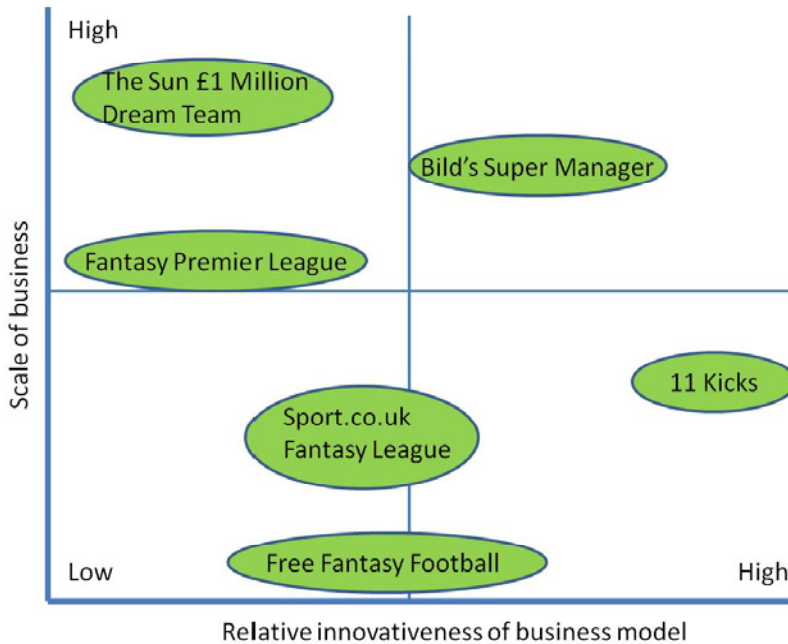 High
The Sun £1 Million
Dream Team
Bild's Super Manager
Fantasy Premier League
Scale of business
11 Kicks
Sport.co.uk
Fantasy League
Free Fantasy Football
Low
High
Relative innovativeness of business model